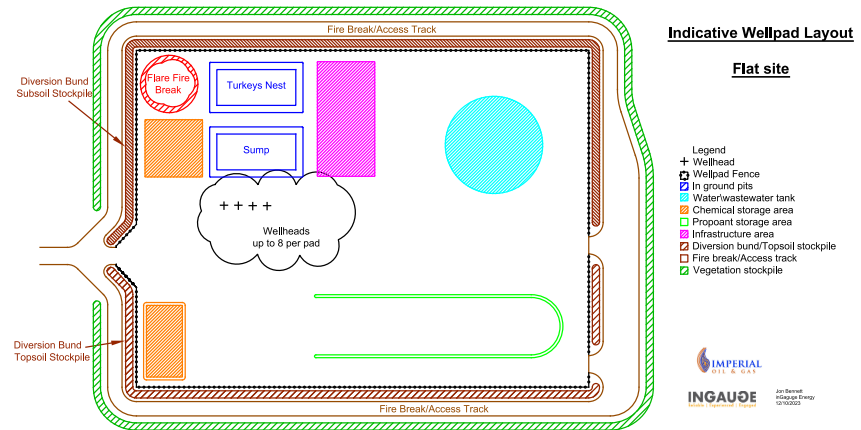 Indicative Wellpad Layout
Flat site
Fire Break/Access Track
Diversion Bund
Subsoil Stockpile
Flare Fire
Break
Turkeys Nest
Sump
Wellheads
up to 8 per pad
Diversion Bund
Topsoil Stockpile
Fire Break/Access Track
Legend
Wellhead
Wellpad Fence
In ground pits
Water\wastewater tank
Chemical storage area
Propoant storage area
Infrastructure area
Diversion bund/Topsoil stockpile
Fire break/Access track
Vegetation stockpile
IMPERIAL
OIL & GAS
INGAUGE
Jon Bennett
InGauge Energy
12/10/2023